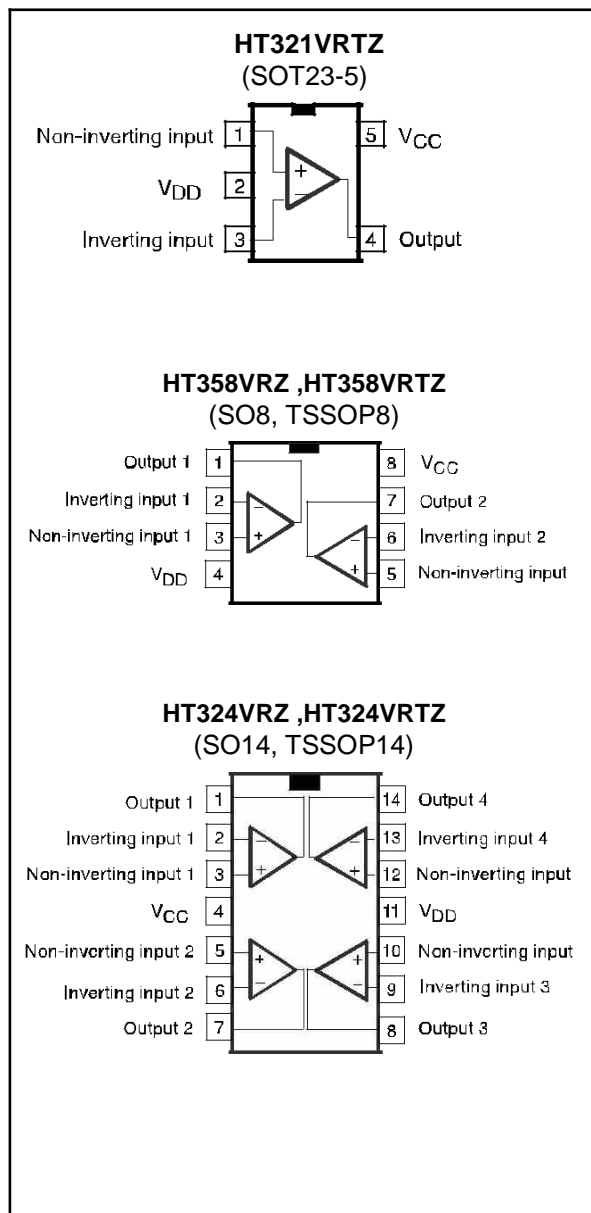 HT321VRTZ
(SOT23-5)
Non-inverting input 1 + 5 VCC
VDD 2 −
Inverting input 3 4 Output
HT358VRZ ,HT358VRTZ
(SO8, TSSOP8)
Output 1 1 8 VCC
Inverting input 1 2 − 7 Output 2
Non-inverting input 1 3 + − 6 Inverting input 2
VDD 4 + 5 Non-inverting input
HT324VRZ ,HT324VRTZ
(SO14, TSSOP14)
Output 1 1 14 Output 4
Inverting input 1 2 − − 13 Inverting input 4
Non-inverting input 1 3 + + 12 Non-inverting input
VCC 4 11 VDD
Non-inverting input 2 5 + + 10 Non-inverting input
Inverting input 2 6 − − 9 Inverting input 3
Output 2 7 8 Output 3